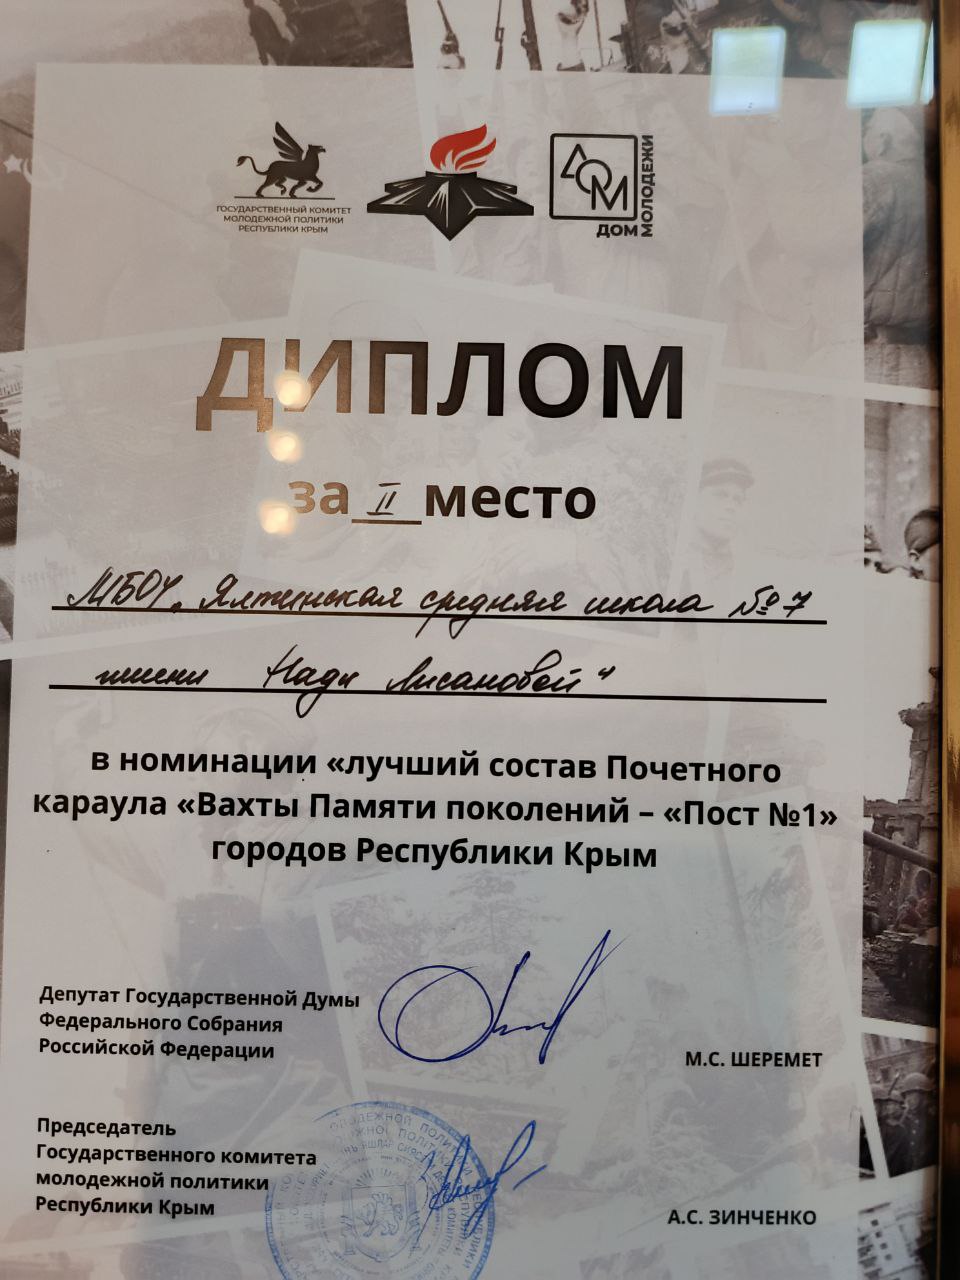 ГОСУДАРСТВЕННЫЙ КОМИТЕТ
МОЛОДЕЖНОЙ ПОЛИТИКИ
РЕСПУБЛИКИ КРЫМ
ДОМ
ДОМ
МОЛОДЕЖИ
ДИПЛОМ
за II место
МБОУ „Ялтинская средняя школа №7
имени Нади Лисановой"
в номинации «лучший состав Почетного
караула «Вахты Памяти поколений – «Пост №1»
городов Республики Крым
Депутат Государственной Думы
Федерального Собрания
Российской Федерации
М.С. ШЕРЕМЕТ
Председатель
Государственного комитета
молодежной политики
Республики Крым
А.С. ЗИНЧЕНКО